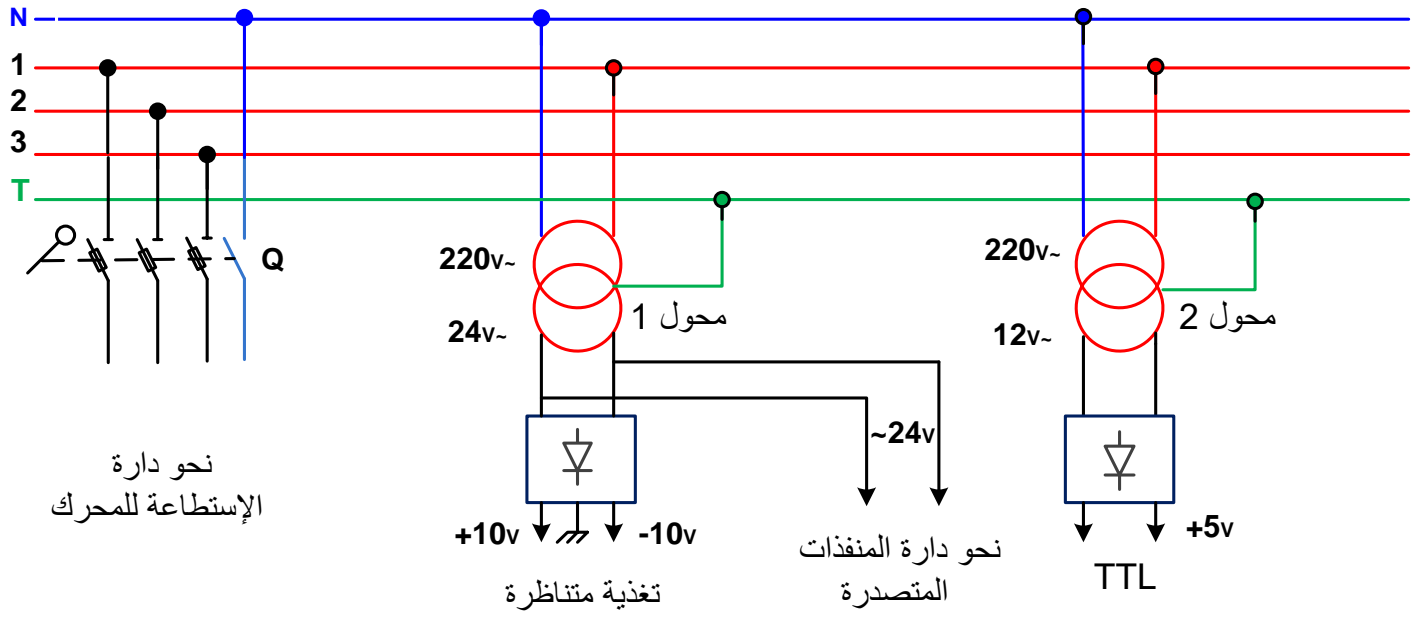 N
1
2
3
T
Q
220v~
24v~
محول 1
220v~
12v~
محول 2
~24v
نحو دارة
الإستطاعة للمحرك
+10v
-10v
تغذية متناظرة
نحو دارة المنفذات
المتصدرة
+5v
TTL